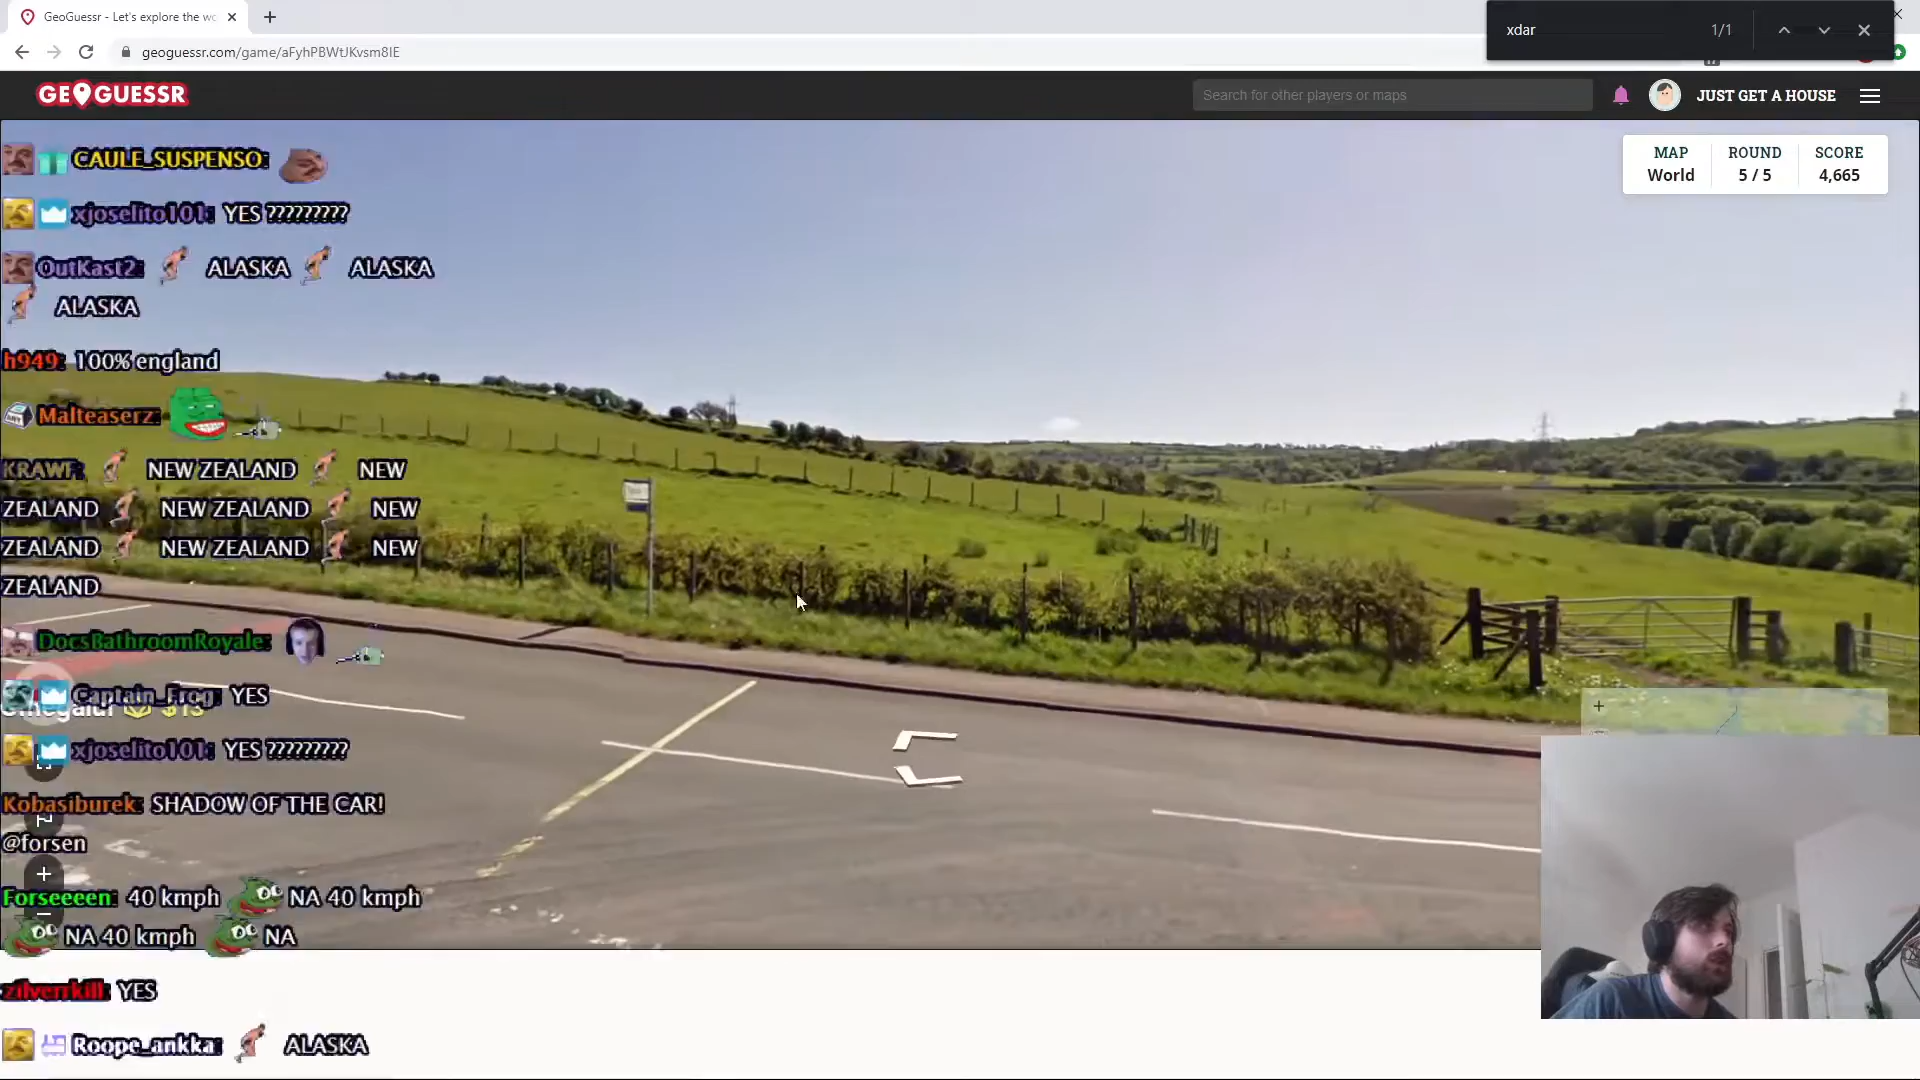 GeoGuessr - Let's explore the wo
xdar
1/1
geoguessr.com/game/aFyhPBWtJKvsm8IE
GEOGUESSR
Search for other players or maps
JUST GET A HOUSE
MAP
World
ROUND
5 / 5
SCORE
4,665
CAULE_SUSPENSO:
xjoselito101: YES ?????????
OutKast2: ALASKA ALASKA
ALASKA
h949: 100% england
Malteaserz:
KRAWF: NEW ZEALAND NEW
ZEALAND NEW ZEALAND NEW
ZEALAND NEW ZEALAND NEW
ZEALAND
DocsBathroomRoyale:
Captain_Frog: YES
xjoselito101: YES ?????????
Kobasiburek: SHADOW OF THE CAR!
@forsen
Forseeeen: 40 kmph NA 40 kmph
NA 40 kmph NA
zilverrkill: YES
Roope_ankka: ALASKA